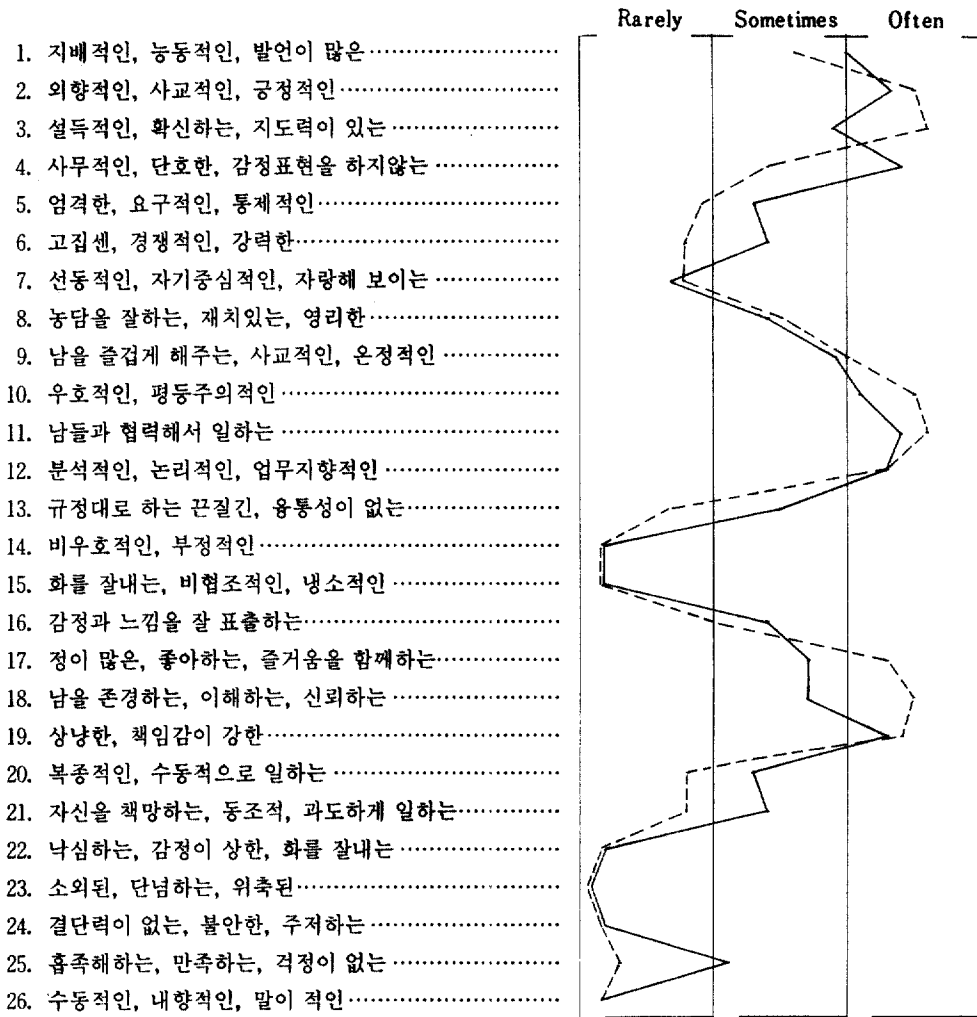 Rarely Sometimes Often
1. 지배적인, 능동적인, 발언이 많은
2. 외향적인, 사교적인, 긍정적인
3. 설득적인, 확신하는, 지도력이 있는
4. 사무적인, 단호한, 감정표현을 하지않는
5. 엄격한, 요구적인, 통제적인
6. 고집센, 경쟁적인, 강력한
7. 선동적인, 자기중심적인, 자랑해 보이는
8. 농담을 잘하는, 재치있는, 영리한
9. 남을 즐겁게 해주는, 사교적인, 온정적인
10. 우호적인, 평등주의적인
11. 남들과 협력해서 일하는
12. 분석적인, 논리적인, 업무지향적인
13. 규정대로 하는 끈질긴, 융통성이 없는
14. 비우호적인, 부정적인
15. 화를 잘내는, 비협조적인, 냉소적인
16. 감정과 느낌을 잘 표출하는
17. 정이 많은, 좋아하는, 즐거움을 함께하는
18. 남을 존경하는, 이해하는, 신뢰하는
19. 상냥한, 책임감이 강한
20. 복종적인, 수동적으로 일하는
21. 자신을 책망하는, 동조적, 과도하게 일하는
22. 낙심하는, 감정이 상한, 화를 잘내는
23. 소외된, 단념하는, 위축된
24. 결단력이 없는, 불안한, 주저하는
25. 흡족해하는, 만족하는, 걱정이 없는
26. 수동적인, 내향적인, 말이 적인